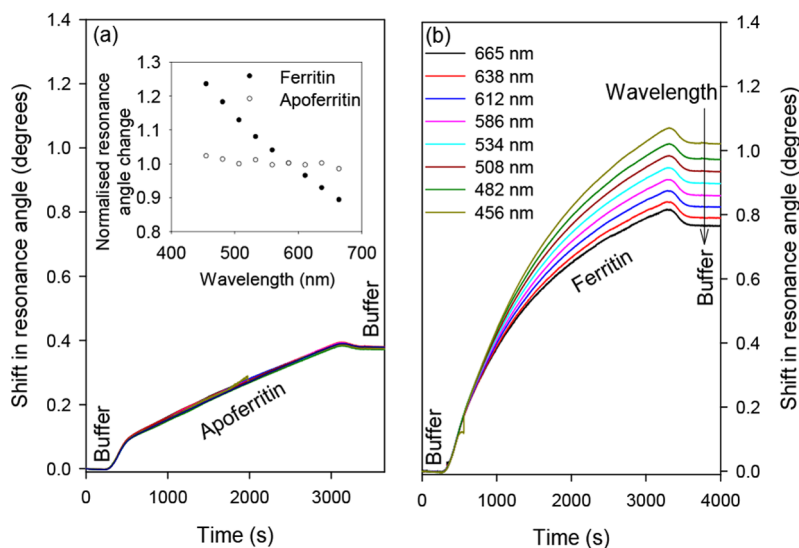 (a)
Shift in resonance angle (degrees)
1.4
1.2
1.0
0.8
0.6
0.4
0.2
0.0
0
1000
2000
3000
Time (s)
Buffer
Apoferritin
Buffer
Normalised resonance
angle change
1.3
1.2
1.1
1.0
0.9
0.8
400
500
600
700
Wavelength (nm)
Ferritin
Apoferritin
(b)
665 nm
638 nm
612 nm
586 nm
534 nm
508 nm
482 nm
456 nm
Wavelength
Ferritin
Buffer
Buffer
0
1000
2000
3000
4000
Time (s)
1.4
1.2
1.0
0.8
0.6
0.4
0.2
0.0
Shift in resonance angle (degrees)